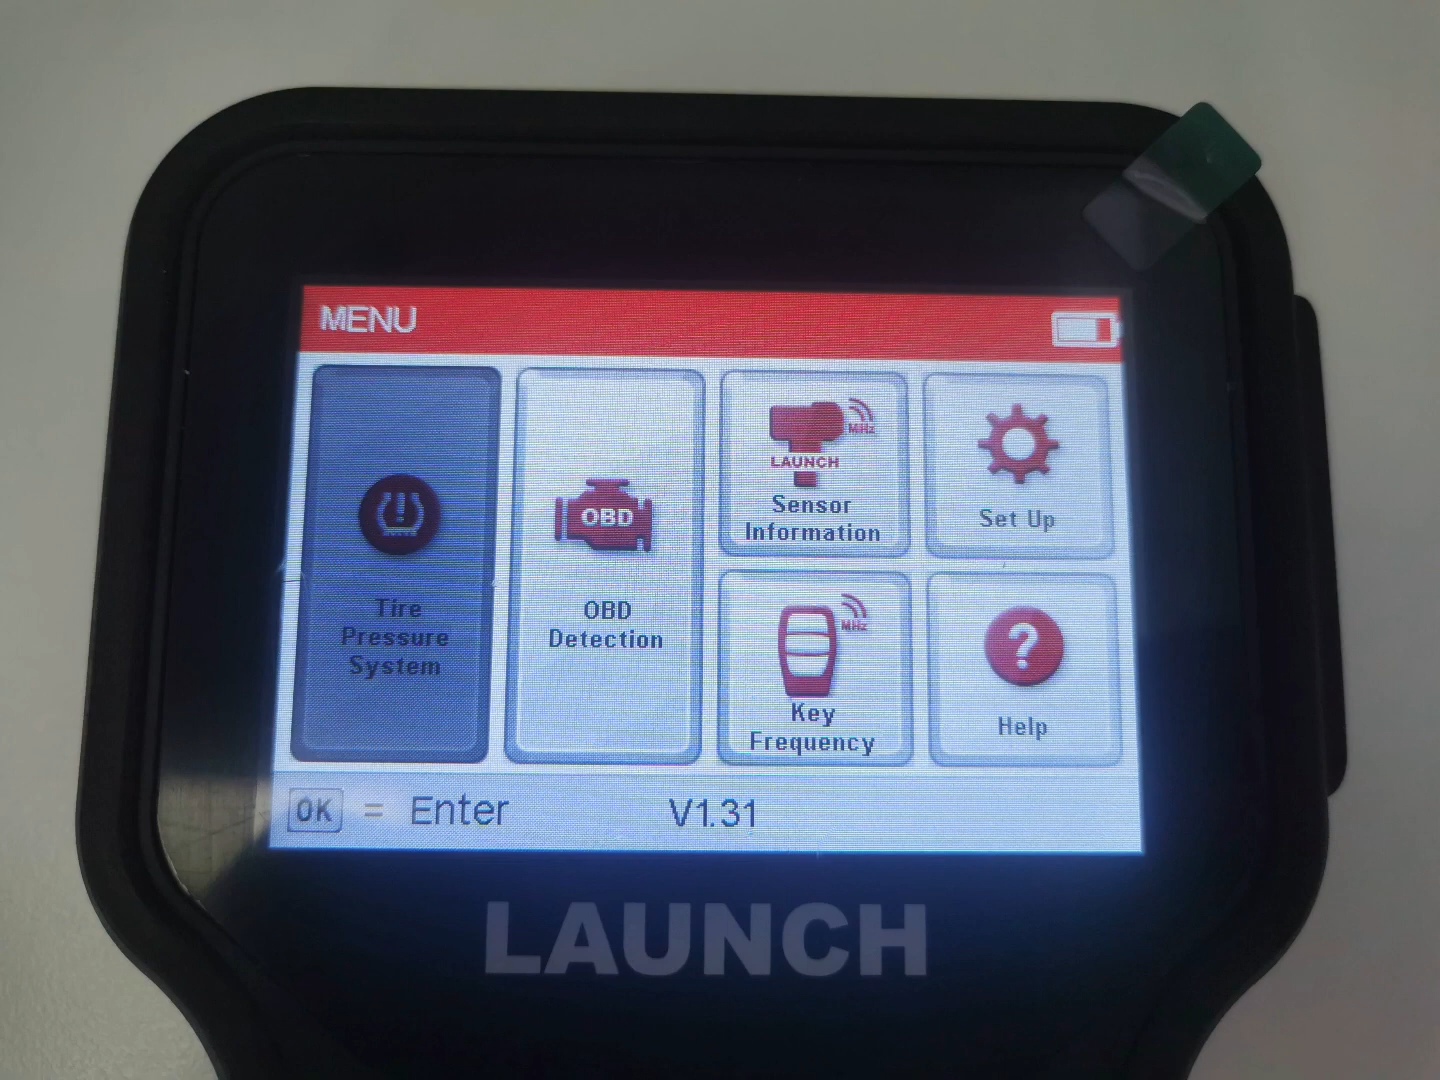 MENU
Tire
Pressure
System
OBD
OBD
Detection
MHz
LAUNCH
Sensor
Information
Set Up
MHz
Key
Frequency
?
Help
OK = Enter
V1.31
LAUNCH